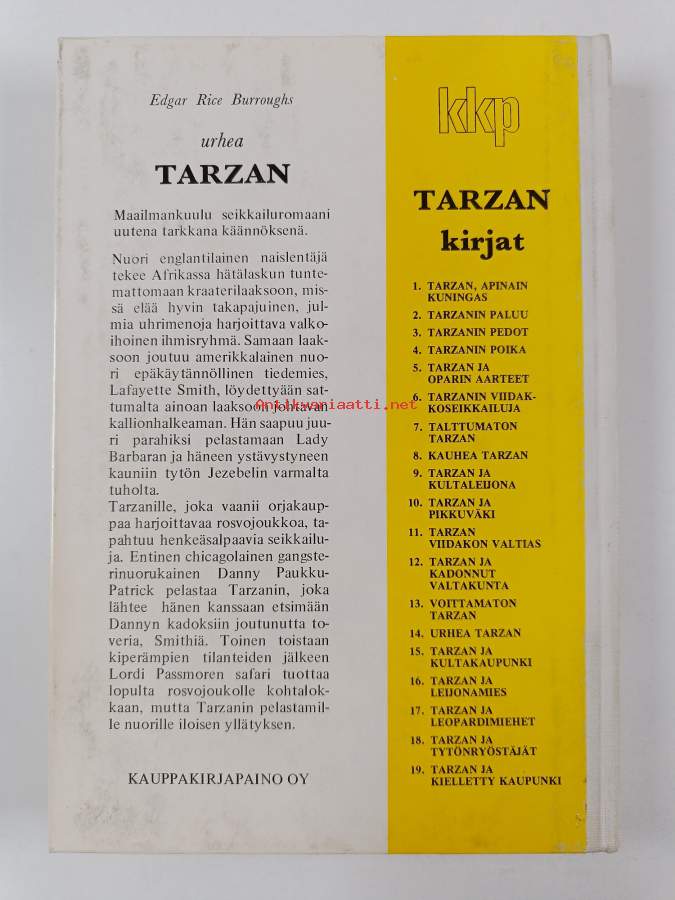 Edgar Rice Burroughs
urhea
TARZAN
Maailmankuulu seikkailuromaani
uutena tarkkana käännöksenä.
Nuori englantilainen naislentäjä
tekee Afrikassa hätälaskun tunte-
mattomaan kraaterilaaksoon, mis-
sä elää hyvin takapajuinen, jul-
mia uhrimenoja harjoittava valko-
ihoinen ihmisryhmä. Samaan laak-
soon joutuu amerikkalainen nuo-
ri epäkäytännöllinen tiedemies,
Lafayette Smith, löydettyään sat-
tumalta ainoan laaksoon johtavan
kallionhalkeaman. Hän saapuu juu-
ri parahiksi pelastamaan Lady
Barbaran ja häneen ystävystyneen
kauniin tytön Jezebelin varmalta
tuholta.
Tarzanille, joka vaanii orjakaup-
paa harjoittavaa rosvojoukkoa, ta-
pahtuu henkeäsalpaavia seikkailu-
ja. Entinen chicagolainen gangste-
rinuorukainen Danny Paukku-
Patrick pelastaa Tarzanin, joka
lähtee hänen kanssaan etsimään
Dannyn kadoksiin joutunutta to-
veria, Smithiä. Toinen toistaan
kiperämpien tilanteiden jälkeen
Lordi Passmoren safari tuottaa
lopulta rosvojoukolle kohtalok-
kaan, mutta Tarzanin pelastamil-
le nuorille iloisen yllätyksen.
KAUPPAKIRJAPAINO OY
kkp
TARZAN
kirjat
1. TARZAN, APINAIN
KUNINGAS
2. TARZANIN PALUU
3. TARZANIN PEDOT
4. TARZANIN POIKA
5. TARZAN JA
OPARIN AARTEET
6. TARZANIN VIIDAK-
KOSEIKKAILUJA
7. TALTTUMATON
TARZAN
8. KAUHEA TARZAN
9. TARZAN JA
KULTALEIJONA
10. TARZAN JA
PIKKUVÄKI
11. TARZAN
VIIDAKON VALTIAS
12. TARZAN JA
KADONNUT
VALTAKUNTA
13. VOITTAMATON
TARZAN
14. URHEA TARZAN
15. TARZAN JA
KULTAKAUPUNKI
16. TARZAN JA
LEIJONAMIES
17. TARZAN JA
LEOPARDIMIEHET
18. TARZAN JA
TYTÖNRYÖSTÄJÄT
19. TARZAN JA
KIELLETTY KAUPUNKI
Antikvariaatti.net